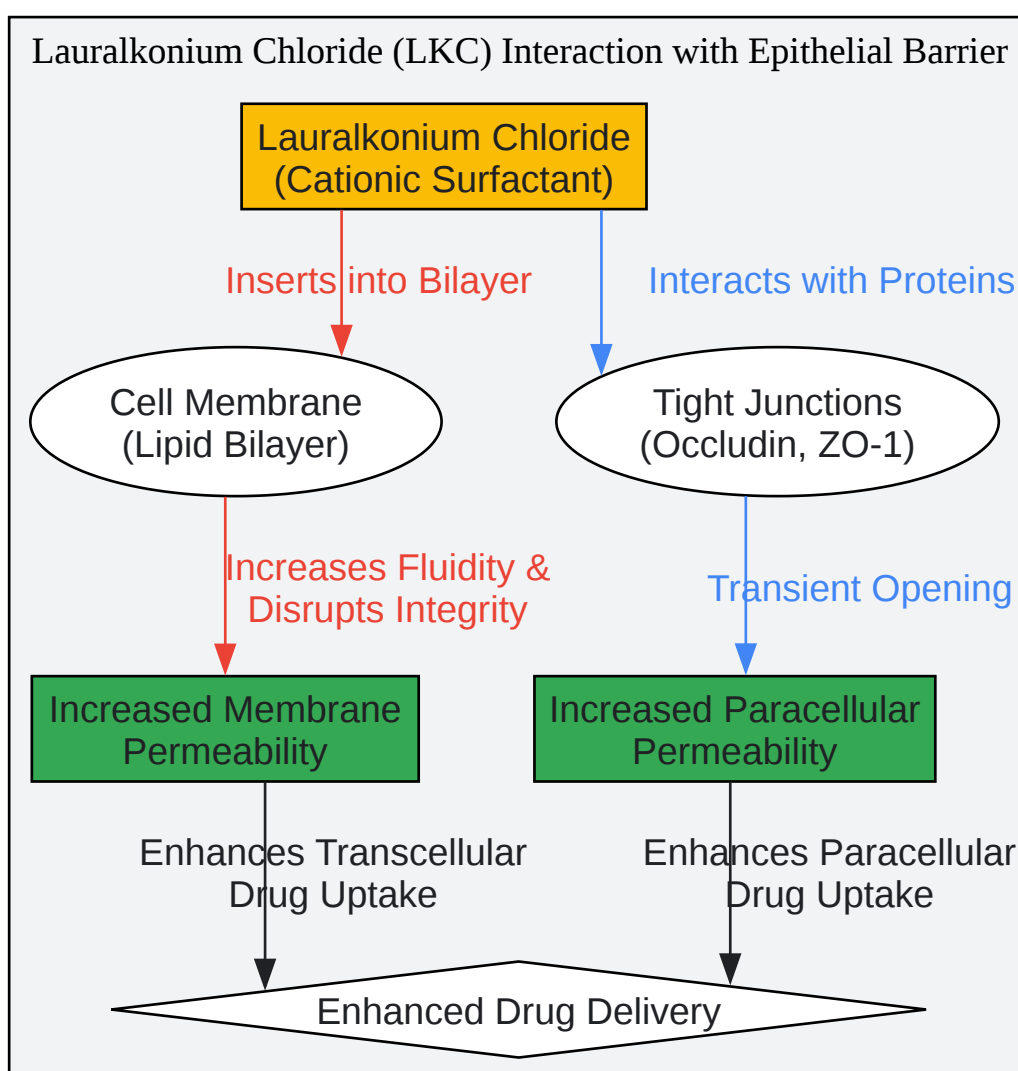 Lauralkonium Chloride (LKC) Interaction with Epithelial Barrier
Lauralkonium Chloride
(Cationic Surfactant)
Inserts into Bilayer
Interacts with Proteins
Cell Membrane
(Lipid Bilayer)
Tight Junctions
(Occludin, ZO-1)
Increases Fluidity &
Disrupts Integrity
Transient Opening
Increased Membrane
Permeability
Increased Paracellular
Permeability
Enhances Transcellular
Drug Uptake
Enhances Paracellular
Drug Uptake
Enhanced Drug Delivery